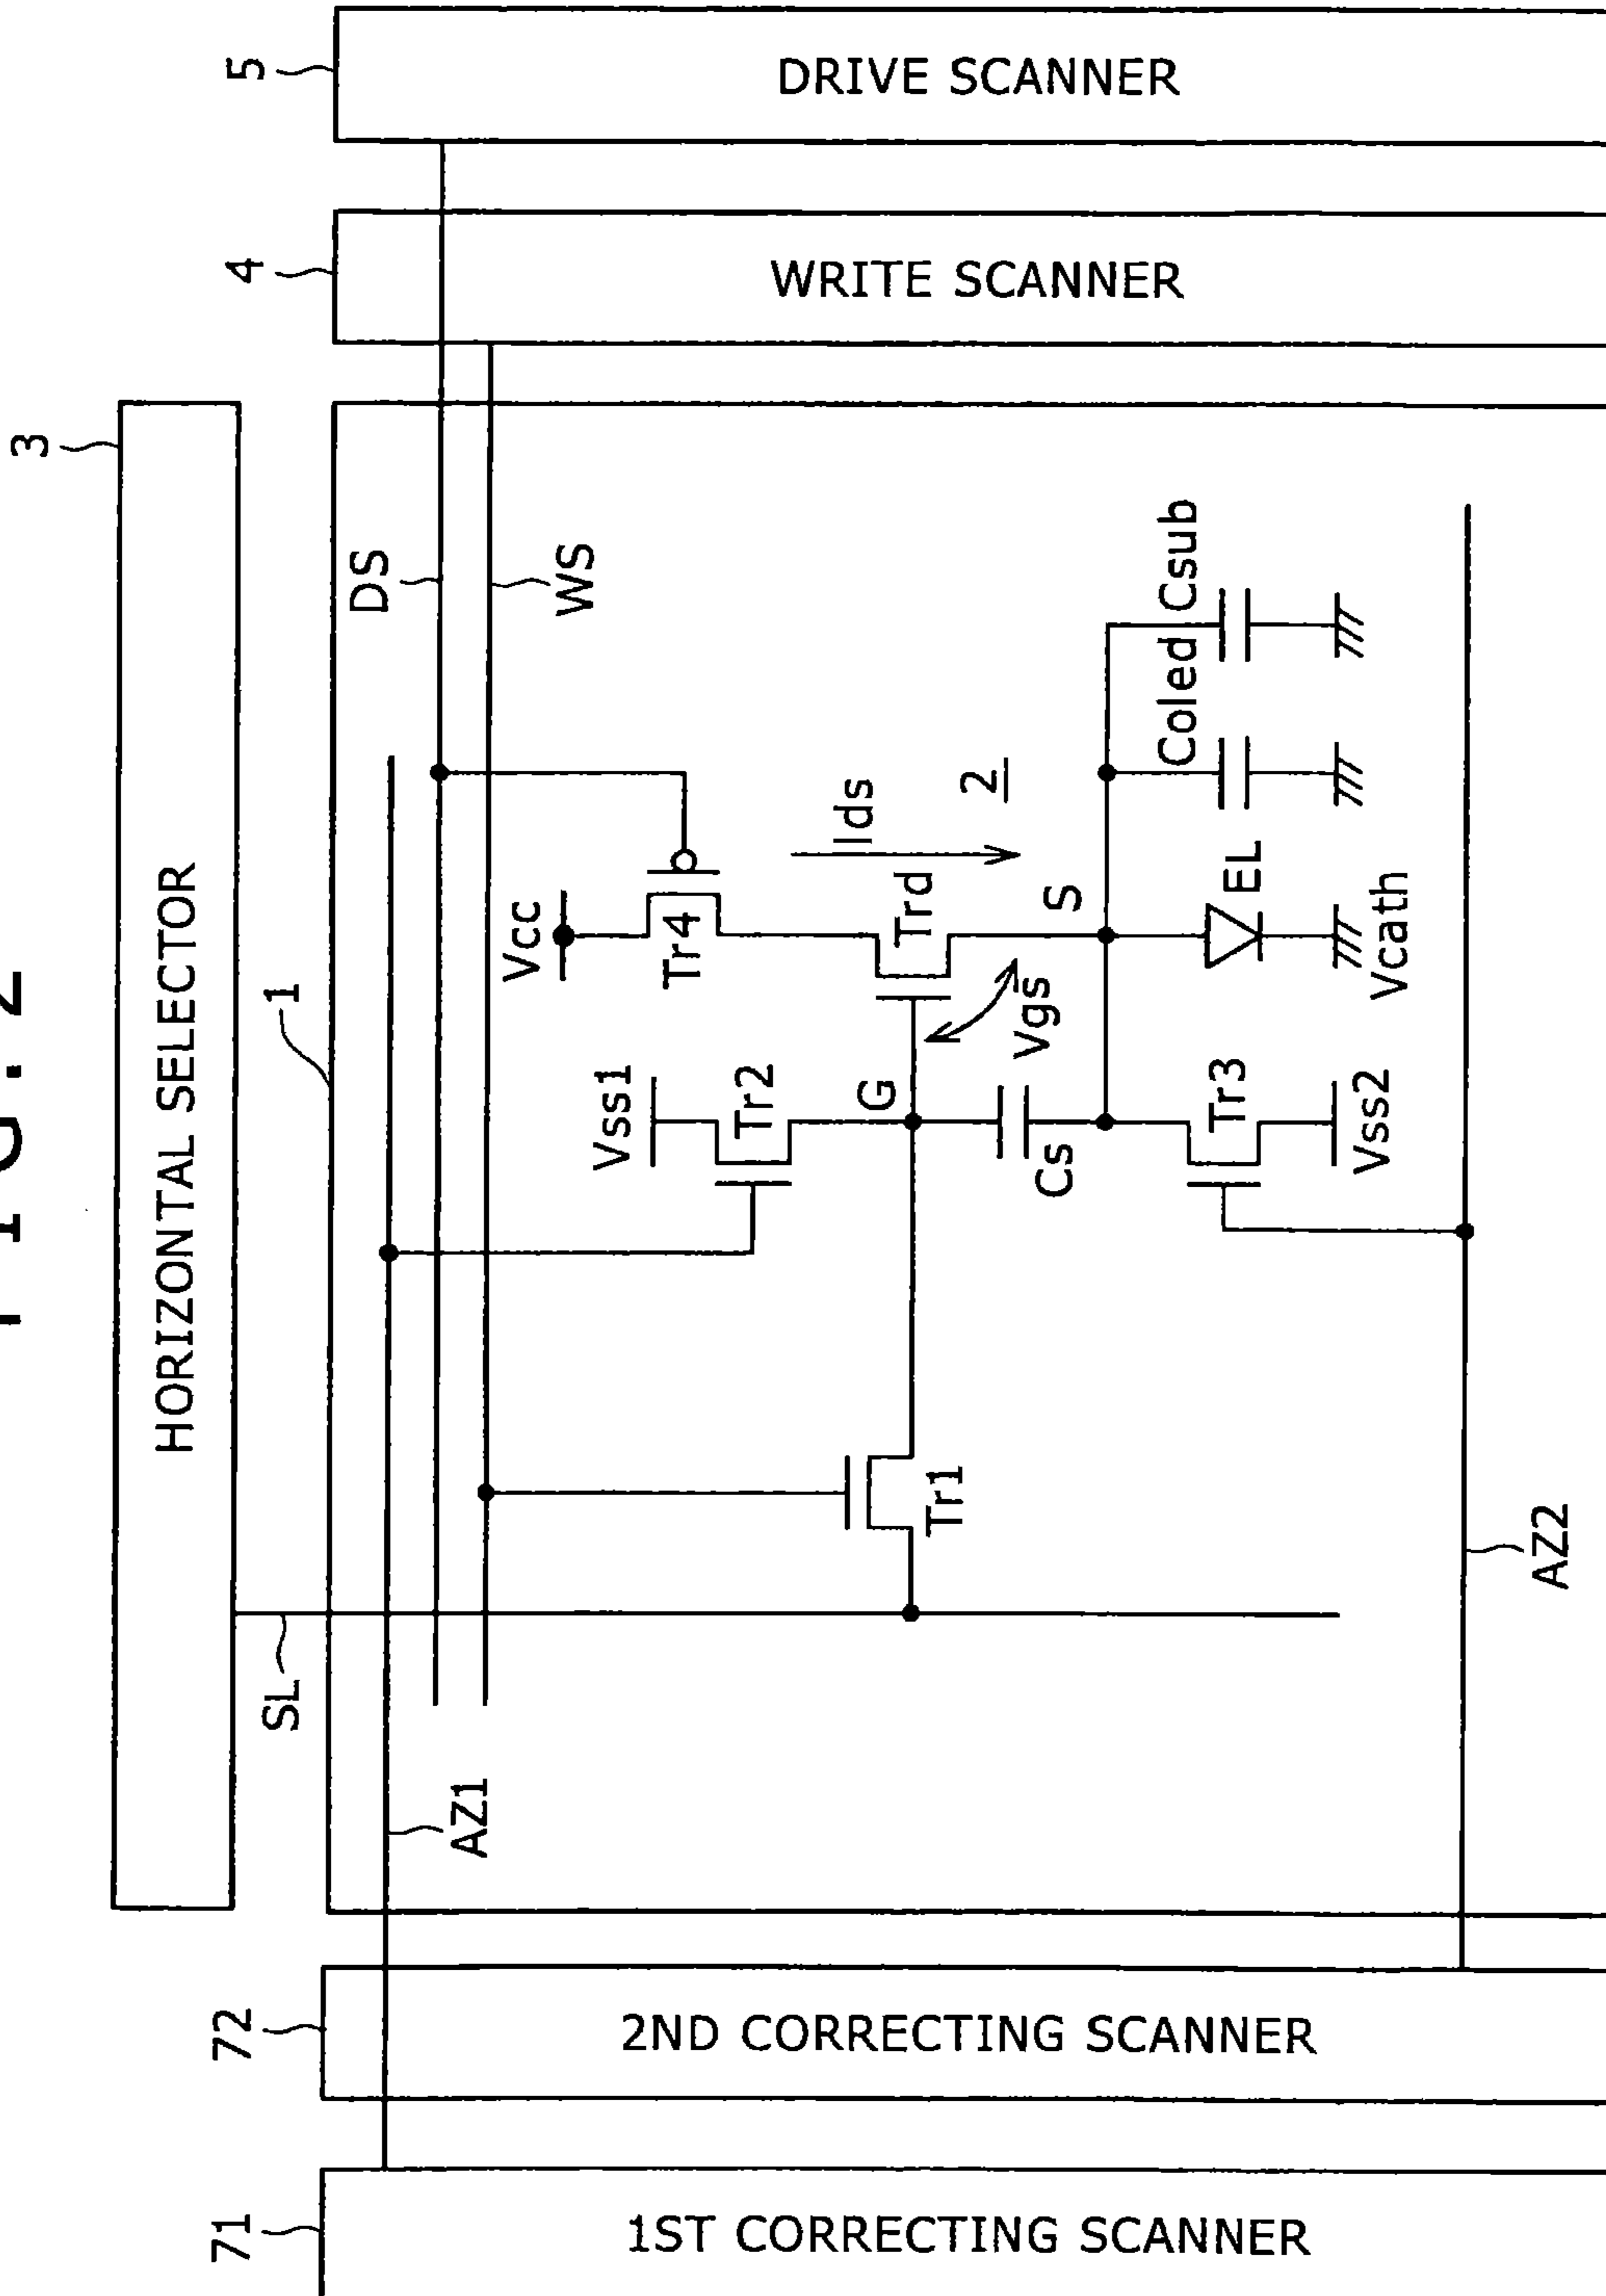 FIG. 2
3
HORIZONTAL SELECTOR
71
72
SL
1
4
5
AZ1
DS
WS
Vss1
Vcc
Tr2
Tr4
G
Ids
Trd
2
Tr1
Vgs
S
Cs
Coled
Csub
Tr3
EL
Vss2
Vcath
AZ2
1ST CORRECTING SCANNER
2ND CORRECTING SCANNER
WRITE SCANNER
DRIVE SCANNER